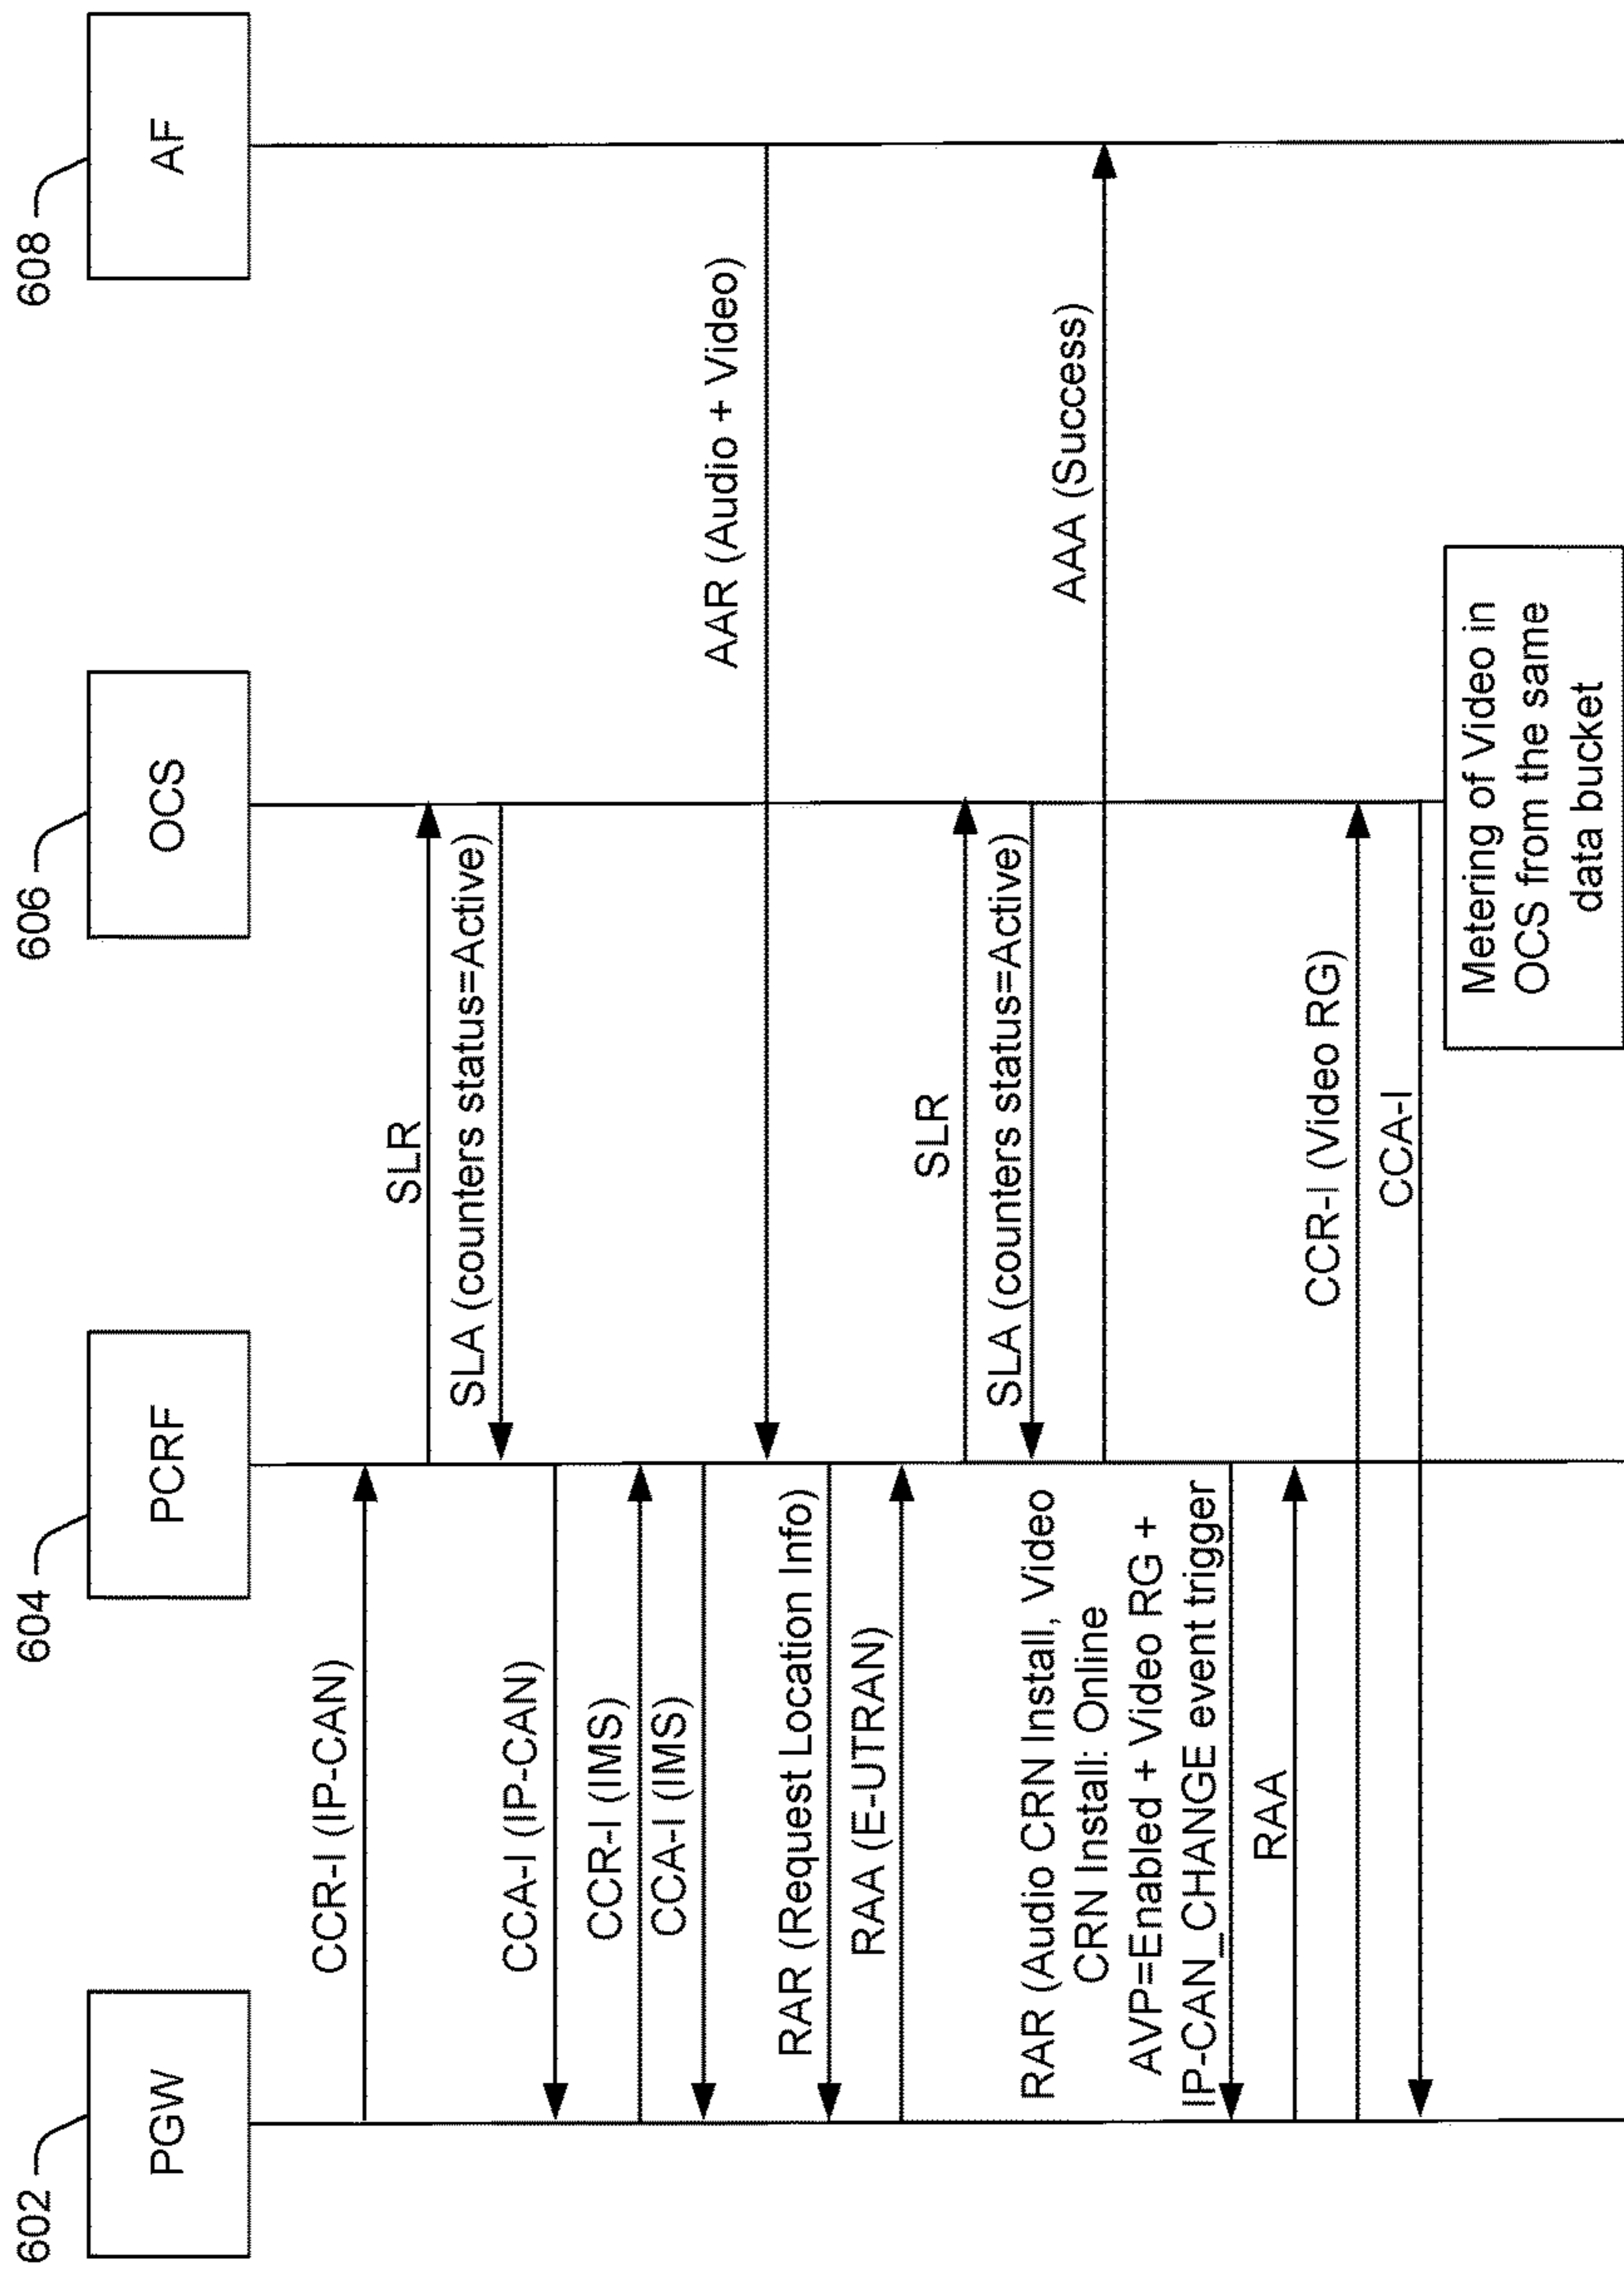 602
PGW
604
PCRF
606
OCS
608
AF
CCR-I (IP-CAN)
SLR
SLA (counters status=Active)
CCA-I (IP-CAN)
CCR-I (IMS)
CCA-I (IMS)
AAR (Audio + Video)
RAR (Request Location Info)
RAA (E-UTRAN)
SLR
SLA (counters status=Active)
AAA (Success)
RAR (Audio CRN Install, Video
CRN Install: Online
AVP=Enabled + Video RG +
IP-CAN_CHANGE event trigger
RAA
CCR-I (Video RG)
CCA-I
Metering of Video in
OCS from the same
data bucket